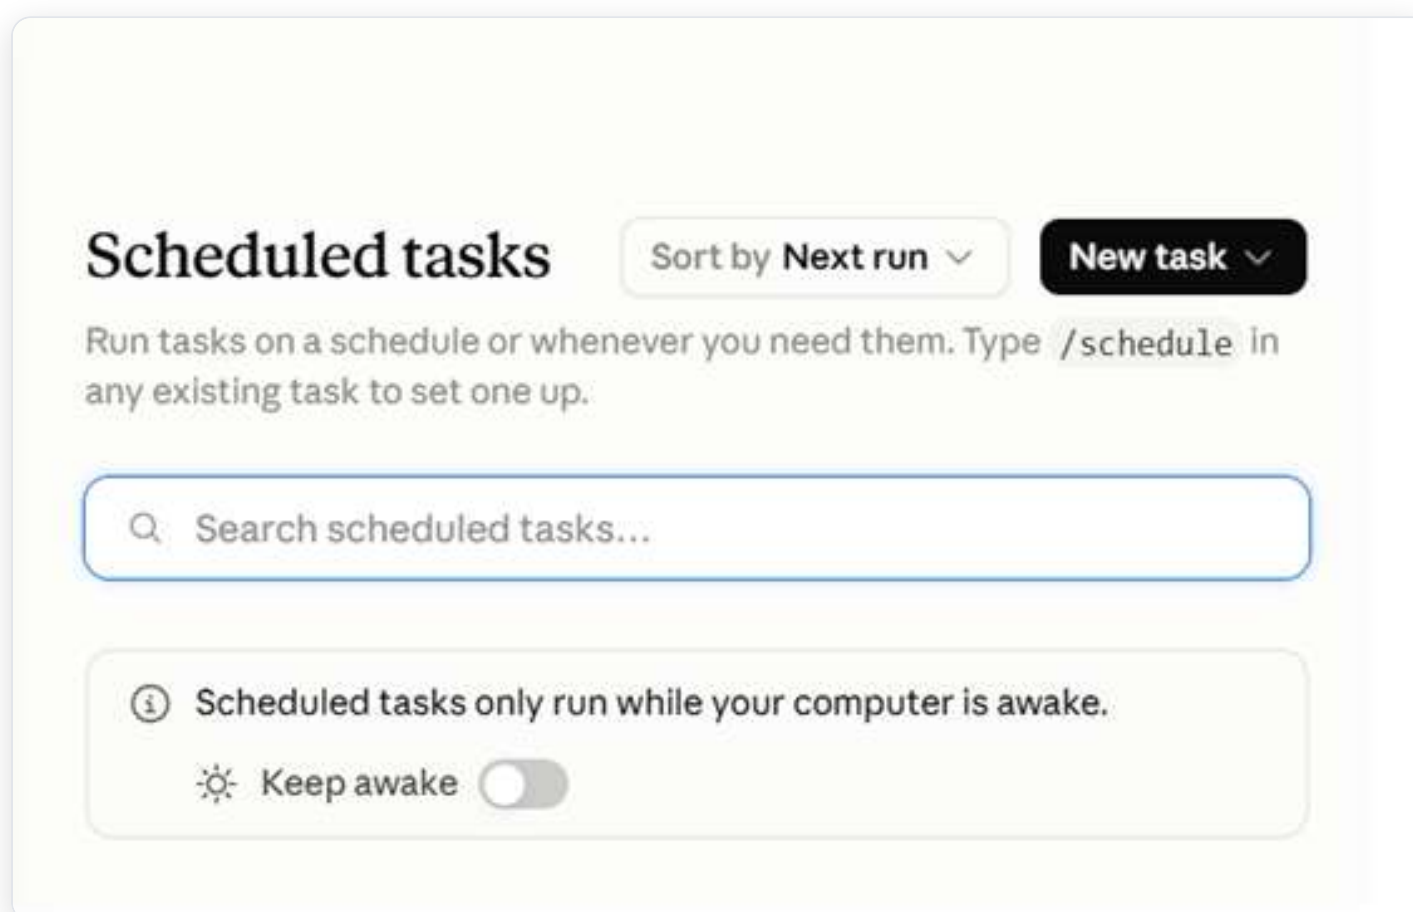 Scheduled tasks
Sort by Next run
New task
Run tasks on a schedule or whenever you need them. Type /schedule in
any existing task to set one up.
Search scheduled tasks...
Scheduled tasks only run while your computer is awake.
Keep awake